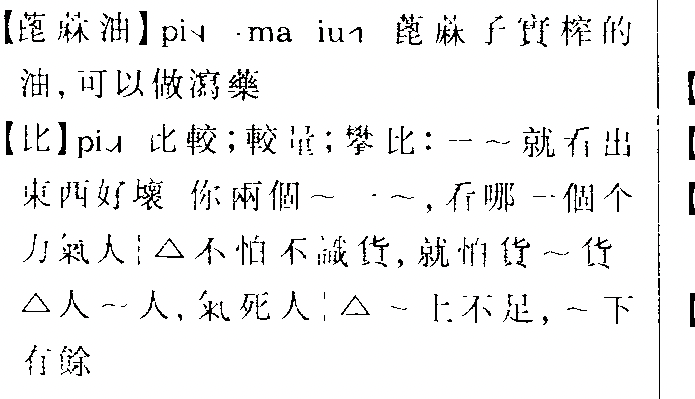 【蓖蔴油】pi˨ ·ma iu˦ 蓖蔴子實榨的
油，可以做瀉藥
【比】pi˨ 比較；較量；攀比：一～就看出
東西好壞 你兩個～一～，看哪一個个
力氣人¦△不怕不識貨，就怕貨～貨
△人～人，氣死人¦△～上不足，～下
有餘